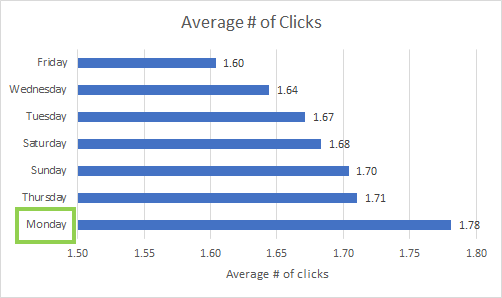 Average # of Clicks
Friday 1.60
Wednesday 1.64
Tuesday 1.67
Saturday 1.68
Sunday 1.70
Thursday 1.71
Monday 1.78
1.50 1.55 1.60 1.65 1.70 1.75 1.80
Average # of clicks